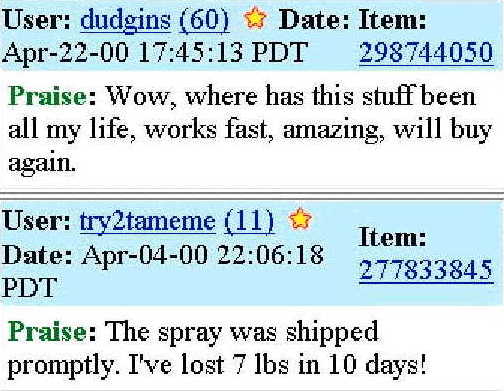 User: dudgins (60) Date: Item:
Apr-22-00 17:45:13 PDT 298744050
Praise: Wow, where has this stuff been
all my life, works fast, amazing, will buy
again.
User: try2tameme (11)
Date: Apr-04-00 22:06:18
PDT
Item:
277833845
Praise: The spray was shipped
promptly. I've lost 7 lbs in 10 days!